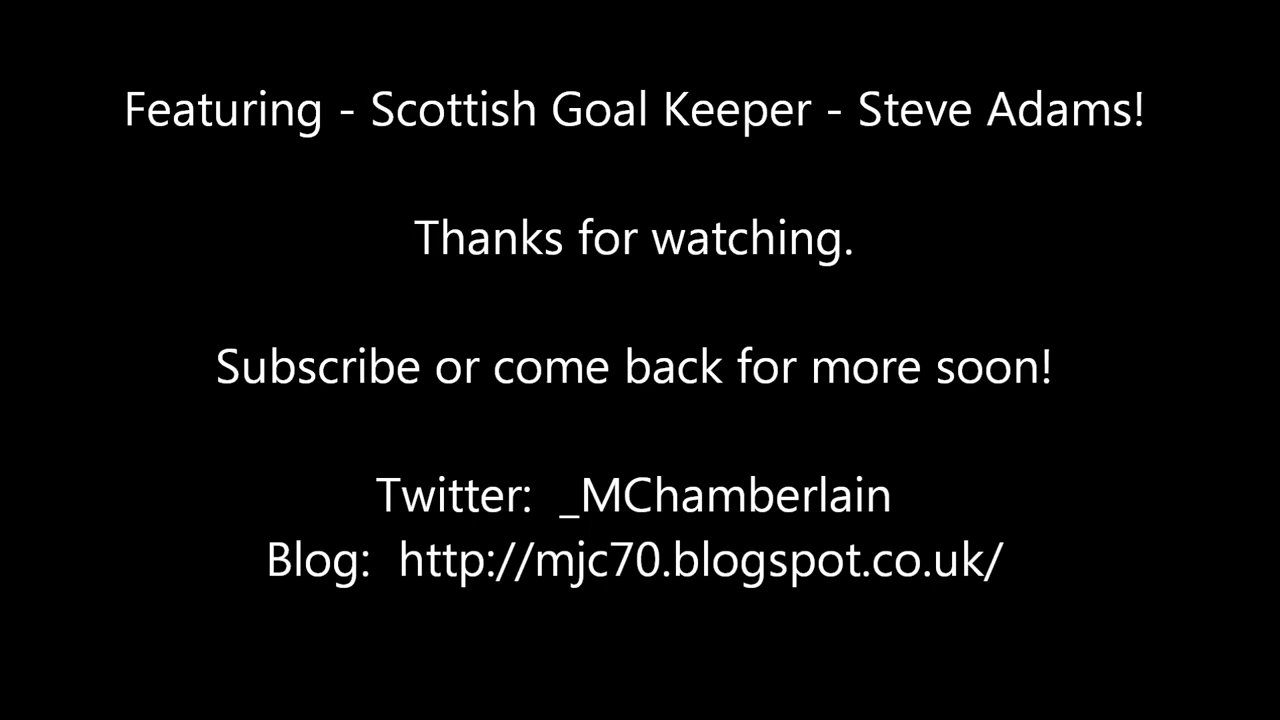 Featuring - Scottish Goal Keeper - Steve Adams!
Thanks for watching.
Subscribe or come back for more soon!
Twitter:  _MChamberlain
Blog:  http://mjc70.blogspot.co.uk/